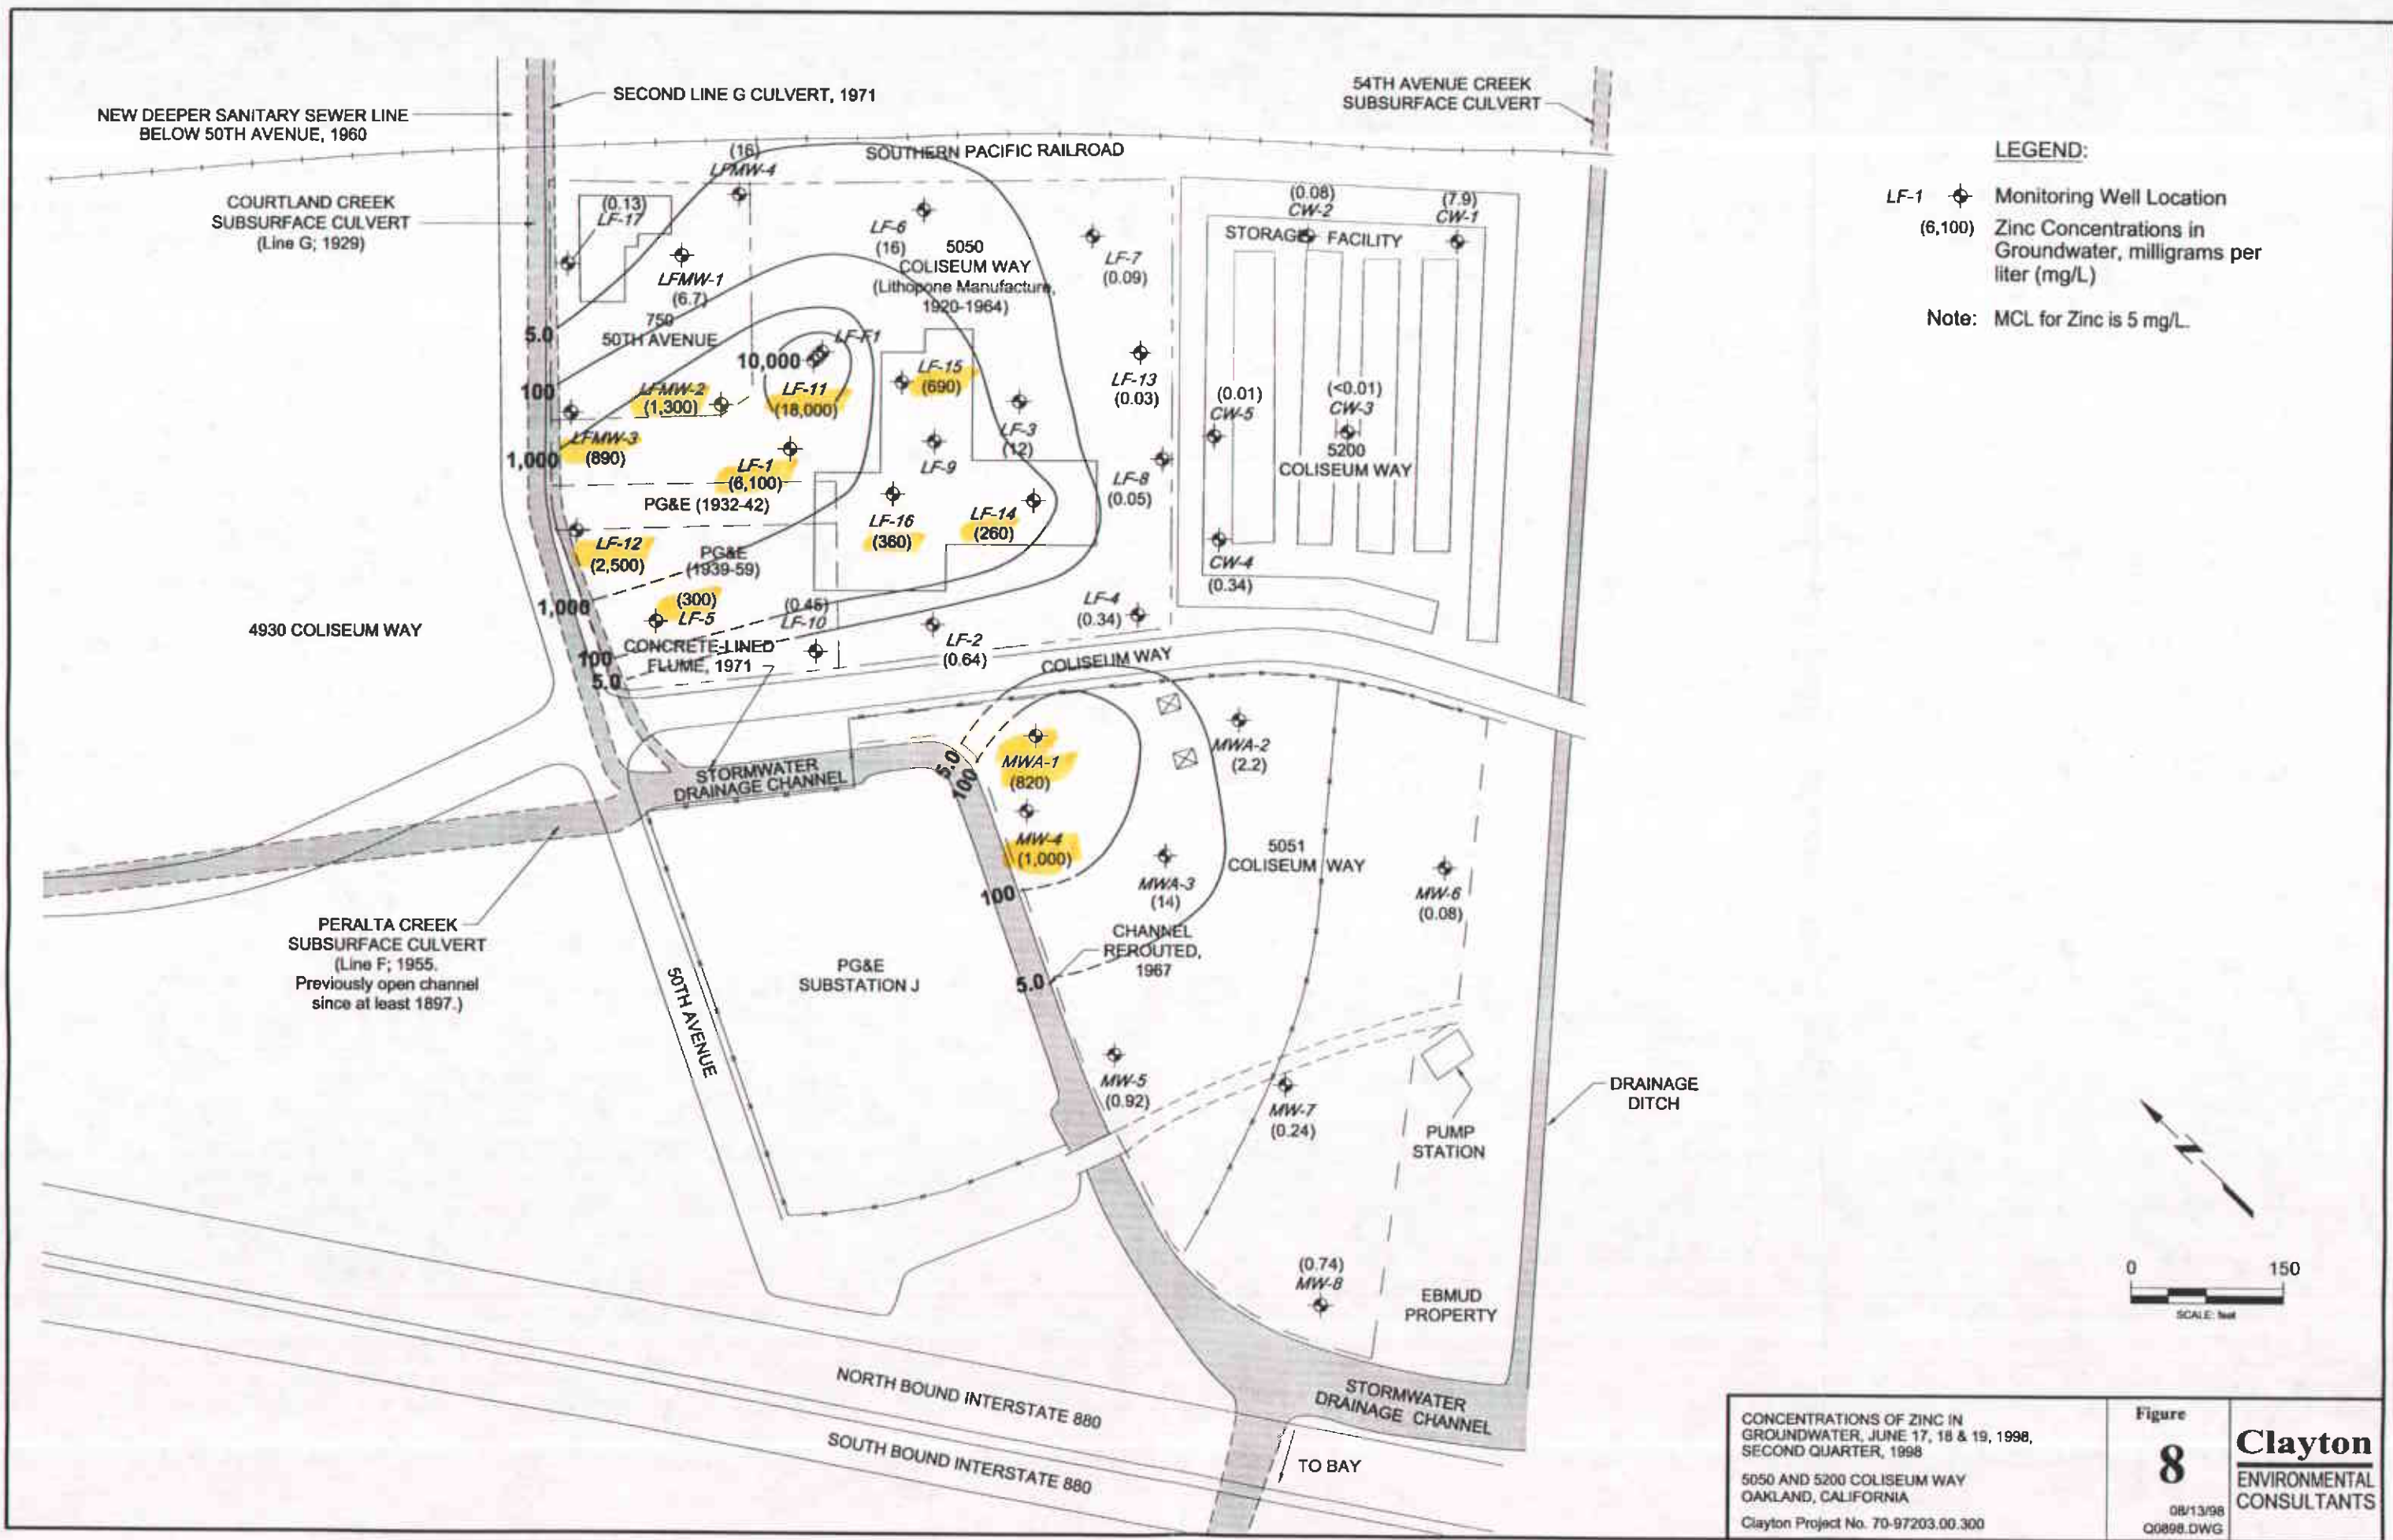 NEW DEEPER SANITARY SEWER LINE
BELOW 50TH AVENUE, 1960
SECOND LINE G CULVERT, 1971
54TH AVENUE CREEK
SUBSURFACE CULVERT
COURTLAND CREEK
SUBSURFACE CULVERT
(Line G; 1929)
SOUTHERN PACIFIC RAILROAD
(16)
LFMW-4
(0.13)
LF-17
LFMW-1
(6.7)
750
50TH AVENUE
LF-6
(16)
5050
COLISEUM WAY
(Lithopone Manufacture,
1920-1964)
LF-7
(0.09)
(0.08)
CW-2
(7.9)
CW-1
STORAGE FACILITY
LEGEND:
LF-1 Monitoring Well Location
(6,100) Zinc Concentrations in
Groundwater, milligrams per
liter (mg/L)
Note: MCL for Zinc is 5 mg/L.
5.0
100
1,000
10,000
LF-F1
LFMW-2
(1,300)
LF-11
(18,000)
LF-15
(690)
LF-13
(0.03)
(0.01)
CW-5
(<0.01)
CW-3
5200
COLISEUM WAY
LFMW-3
(890)
LF-1
(6,100)
LF-9
LF-3
(12)
LF-8
(0.05)
PG&E (1932-42)
LF-16
(360)
LF-14
(260)
LF-12
(2,500)
PG&E
(1939-59)
CW-4
(0.34)
1,000
(300)
LF-5
(0.45)
LF-10
LF-2
(0.64)
LF-4
(0.34)
4930 COLISEUM WAY
100
5.0
CONCRETE-LINED
FLUME, 1971
COLISEUM WAY
STORMWATER
DRAINAGE CHANNEL
5.0
100
MWA-1
(820)
MWA-2
(2.2)
MW-4
(1,000)
MWA-3
(14)
5051
COLISEUM WAY
MW-6
(0.08)
100
CHANNEL
REROUTED,
1967
5.0
PERALTA CREEK
SUBSURFACE CULVERT
(Line F; 1955.
Previously open channel
since at least 1897.)
PG&E
SUBSTATION J
50TH AVENUE
MW-5
(0.92)
MW-7
(0.24)
PUMP
STATION
DRAINAGE
DITCH
N
(0.74)
MW-8
EBMUD
PROPERTY
0 150
SCALE: feet
NORTH BOUND INTERSTATE 880
SOUTH BOUND INTERSTATE 880
STORMWATER
DRAINAGE CHANNEL
TO BAY
CONCENTRATIONS OF ZINC IN
GROUNDWATER, JUNE 17, 18 & 19, 1998,
SECOND QUARTER, 1998
5050 AND 5200 COLISEUM WAY
OAKLAND, CALIFORNIA
Clayton Project No. 70-97203.00.300
Figure
8
08/13/98
Q0898.DWG
Clayton
ENVIRONMENTAL
CONSULTANTS